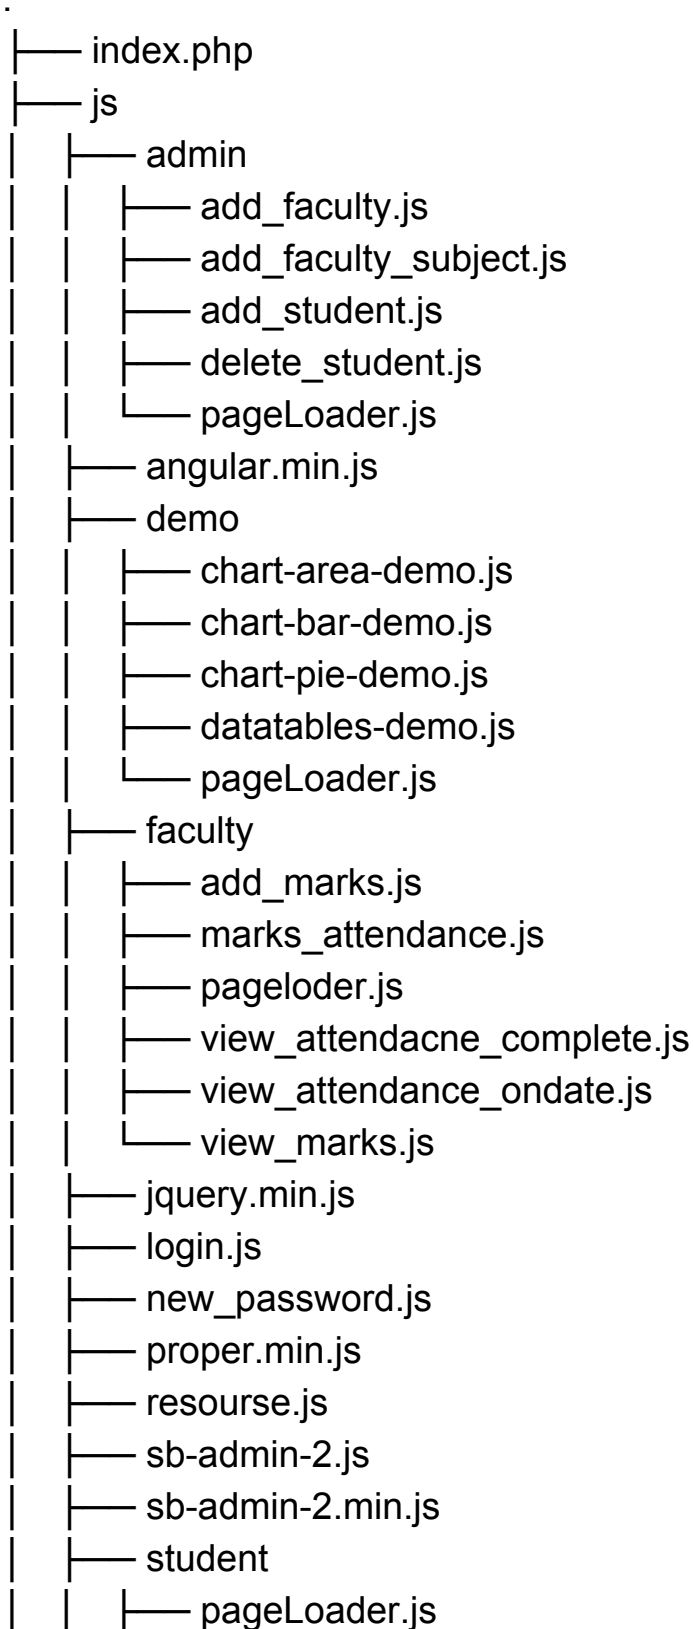 .
├── index.php
├── js
│   ├── admin
│   │   ├── add_faculty.js
│   │   ├── add_faculty_subject.js
│   │   ├── add_student.js
│   │   ├── delete_student.js
│   │   └── pageLoader.js
│   ├── angular.min.js
│   ├── demo
│   │   ├── chart-area-demo.js
│   │   ├── chart-bar-demo.js
│   │   ├── chart-pie-demo.js
│   │   ├── datatables-demo.js
│   │   └── pageLoader.js
│   ├── faculty
│   │   ├── add_marks.js
│   │   ├── marks_attendance.js
│   │   ├── pageloder.js
│   │   ├── view_attendacne_complete.js
│   │   ├── view_attendance_ondate.js
│   │   └── view_marks.js
│   ├── jquery.min.js
│   ├── login.js
│   ├── new_password.js
│   ├── proper.min.js
│   ├── resourse.js
│   ├── sb-admin-2.js
│   ├── sb-admin-2.min.js
│   ├── student
│   │   ├── pageLoader.js